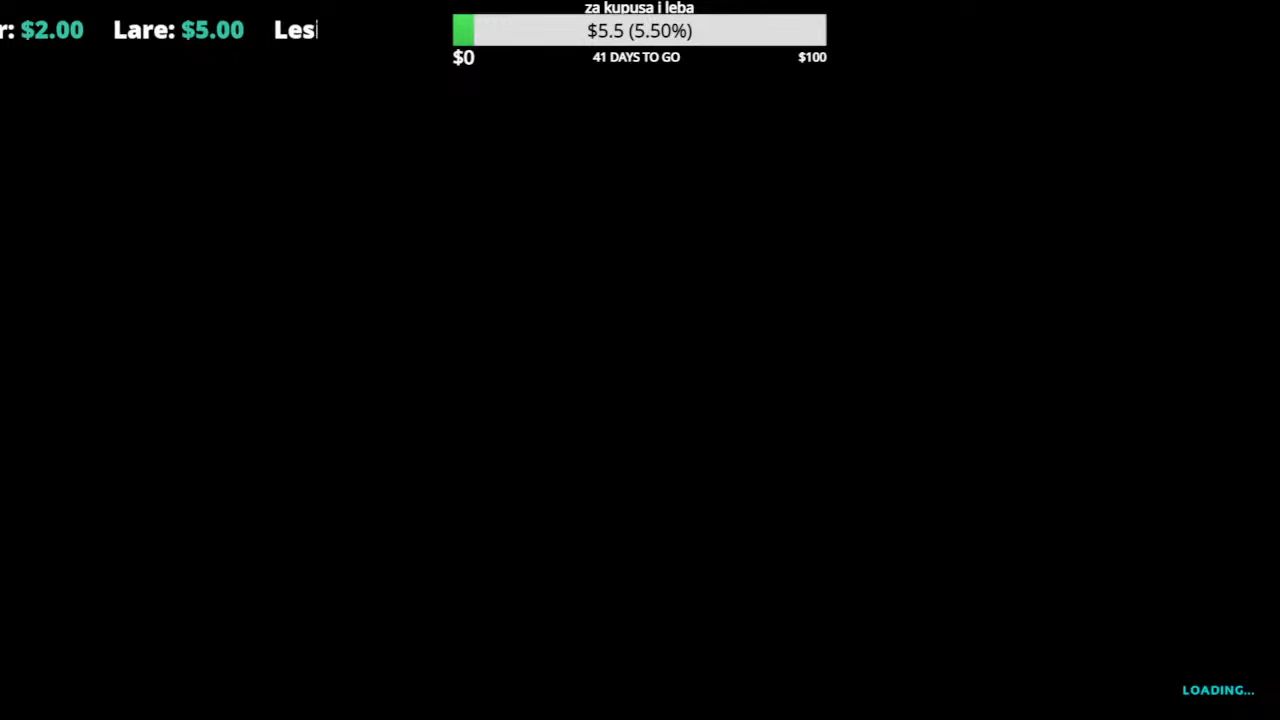 za kupusa i leba
r: $2.00 Lare: $5.00 Lesi
$5.5 (5.50%)
$0 41 DAYS TO GO $100
LOADING...